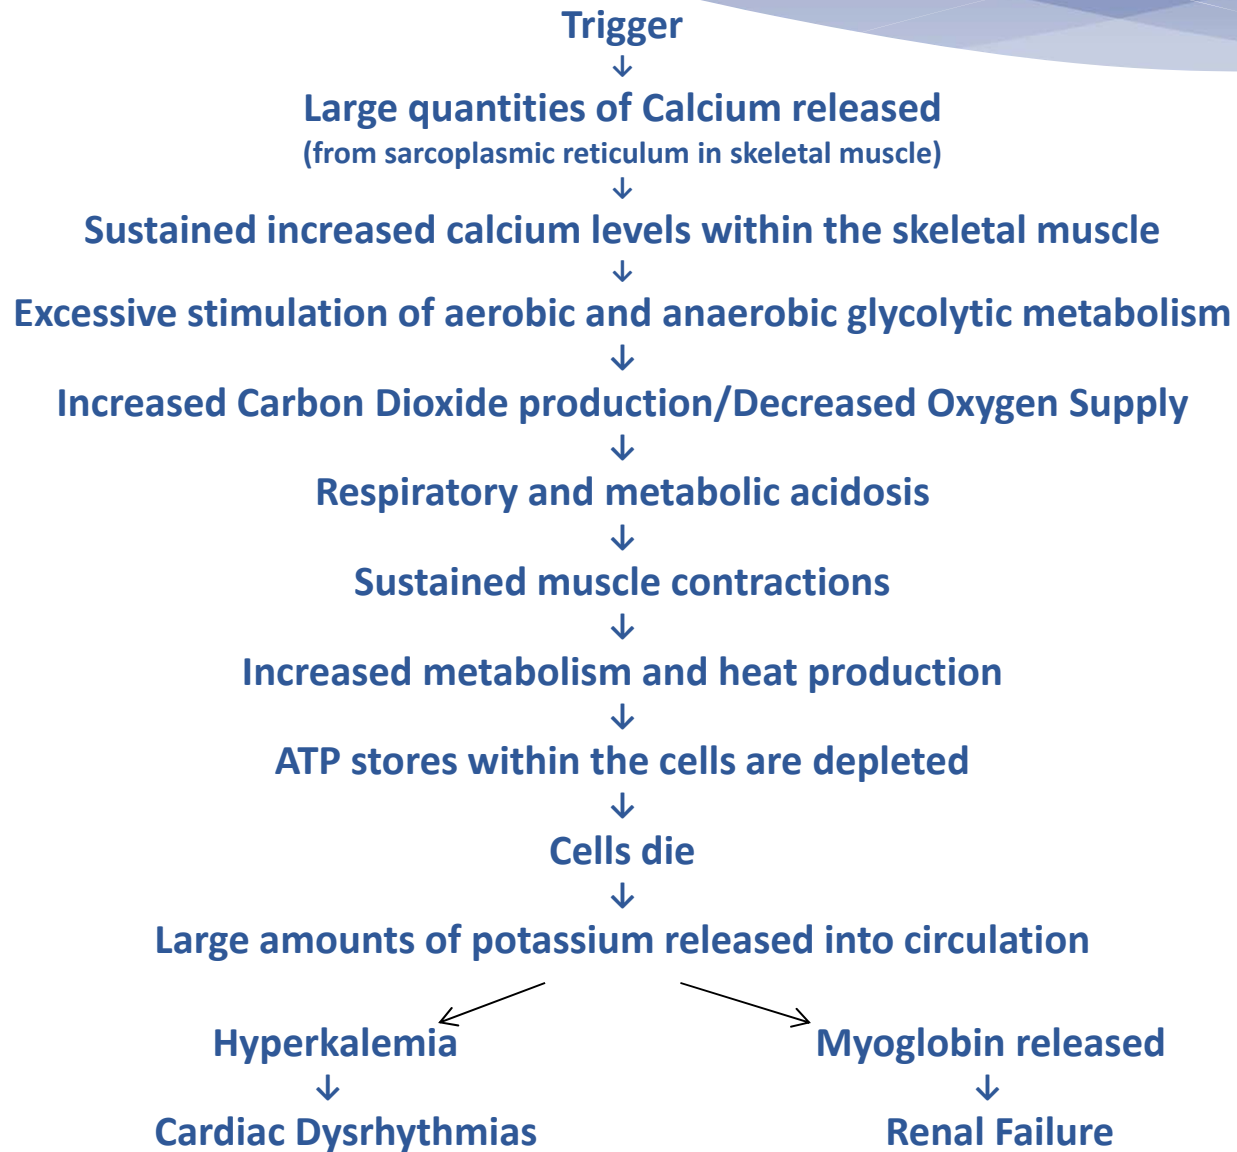 Trigger
↓
Large quantities of Calcium released
(from sarcoplasmic reticulum in skeletal muscle)
↓
Sustained increased calcium levels within the skeletal muscle
↓
Excessive stimulation of aerobic and anaerobic glycolytic metabolism
↓
Increased Carbon Dioxide production/Decreased Oxygen Supply
↓
Respiratory and metabolic acidosis
↓
Sustained muscle contractions
↓
Increased metabolism and heat production
↓
ATP stores within the cells are depleted
↓
Cells die
↓
Large amounts of potassium released into circulation
Hyperkalemia
↓
Cardiac Dysrhythmias
Myoglobin released
↓
Renal Failure